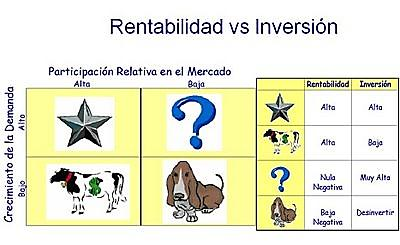 Rentabilidad vs Inversión
Participación Relativa en el Mercado
Alta Baja
Crecimiento de la Demanda
Alta
Bajo
Rentabilidad Inversión
Alta Alta
Alta Baja
Nula Negativa Muy Alta
Baja Negativa Desinvertir